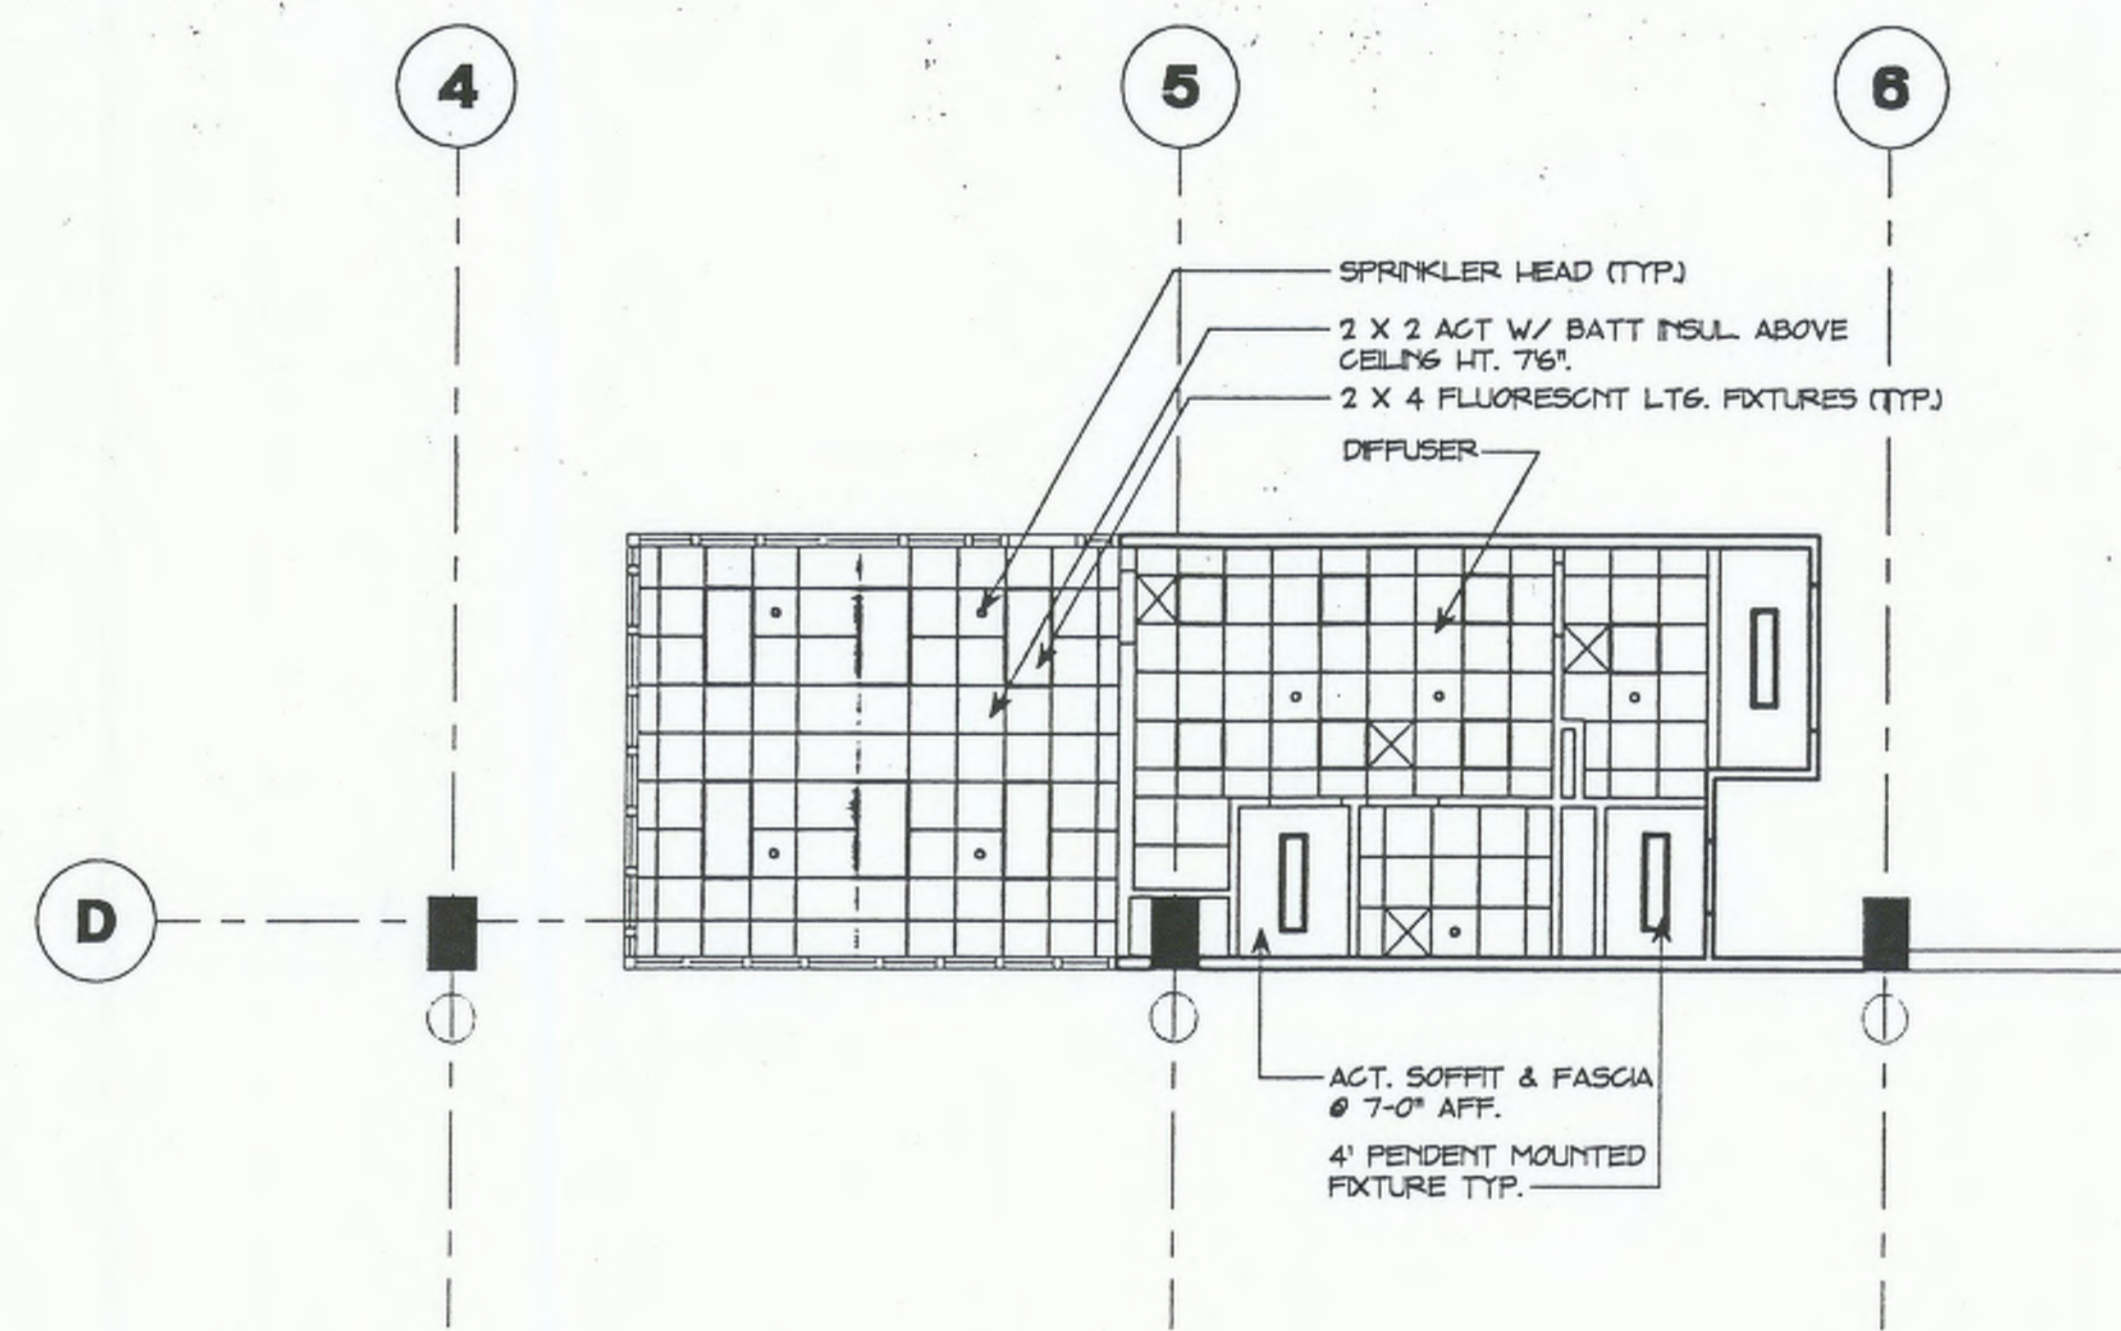 4
5
6
SPRINKLER HEAD (TYP.)
2 X 2 ACT W/ BATT INSUL. ABOVE
CEILING HT. 7'6".
2 X 4 FLUORESCNT LTG. FIXTURES (TYP.)
DIFFUSER
D
ACT. SOFFIT & FASCIA
@ 7-0" AFF.
4' PENDENT MOUNTED
FIXTURE TYP.